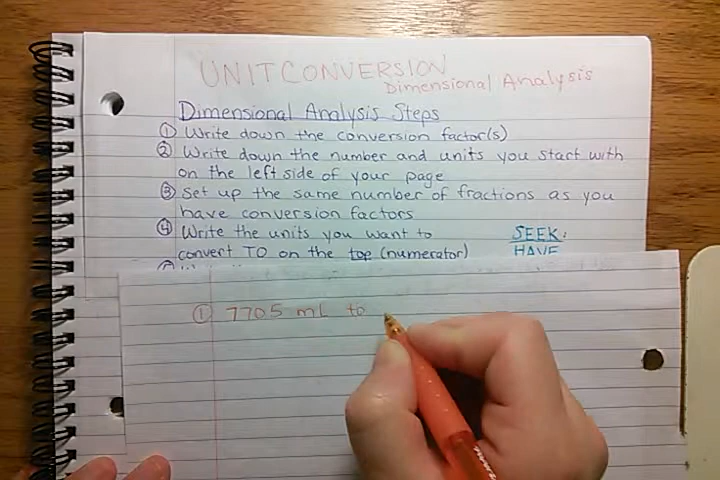 UNIT CONVERSION
Dimensional Analysis
Dimensional Analysis Steps
① Write down the conversion factor(s)
② Write down the number and units you start with
on the left side of your page
③ Set up the same number of fractions as you
have conversion factors
④ Write the units you want to
convert TO on the top (numerator)
SEEK:
HAVE
① 7705 mL to